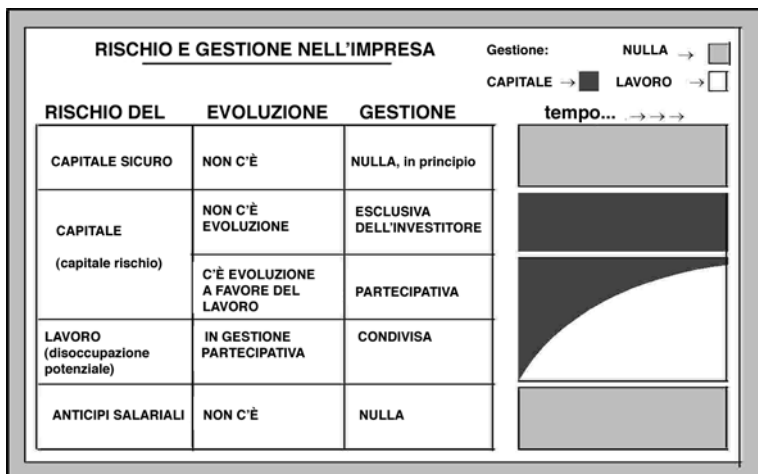 RISCHIO E GESTIONE NELL'IMPRESA
Gestione: NULLA →
CAPITALE → LAVORO →
RISCHIO DEL EVOLUZIONE GESTIONE tempo... → → →
CAPITALE SICURO NON C'È NULLA, in principio
CAPITALE
(capitale rischio)
NON C'È
EVOLUZIONE
ESCLUSIVA
DELL'INVESTITORE
C'È EVOLUZIONE
A FAVORE DEL
LAVORO
PARTECIPATIVA
LAVORO
(disoccupazione
potenziale)
IN GESTIONE
PARTECIPATIVA
CONDIVISA
ANTICIPI SALARIALI NON C'È NULLA